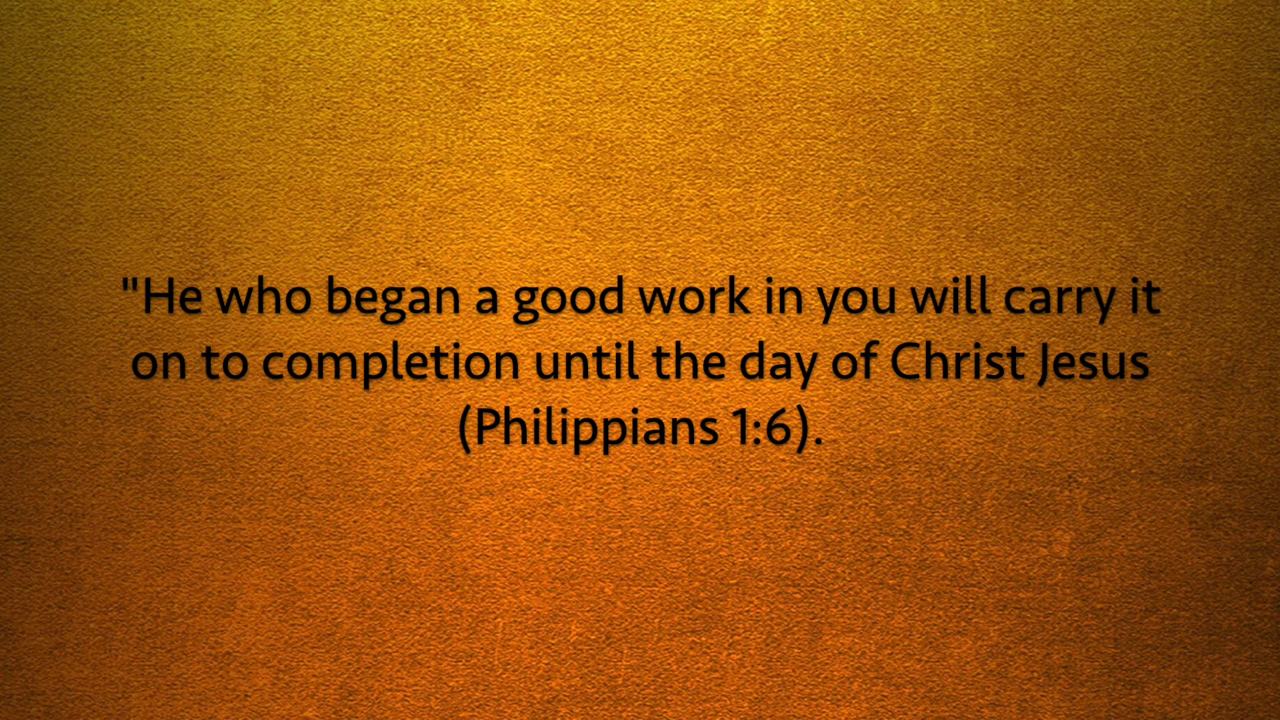 "He who began a good work in you will carry it
on to completion until the day of Christ Jesus
(Philippians 1:6).